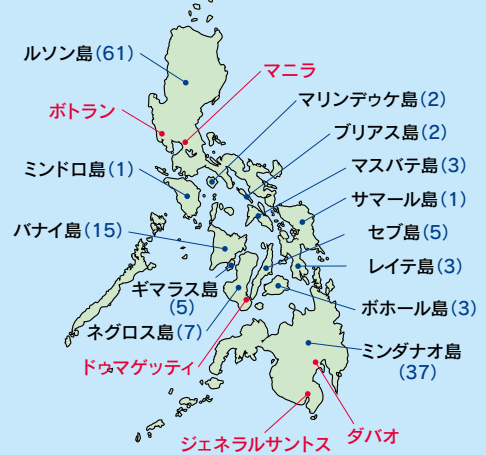 ルソン島(61)
マニラ
ボトラン
マリンドゥケ島(2)
ブリアス島(2)
ミンドロ島(1)
マスバテ島(3)
サマール島(1)
バナイ島(15)
セブ島(5)
レイテ島(3)
ギマラス島
(5)
ボホール島(3)
ネグロス島(7)
ミンダナオ島
(37)
ドゥマゲッティ
ダバオ
ジェネラルサントス